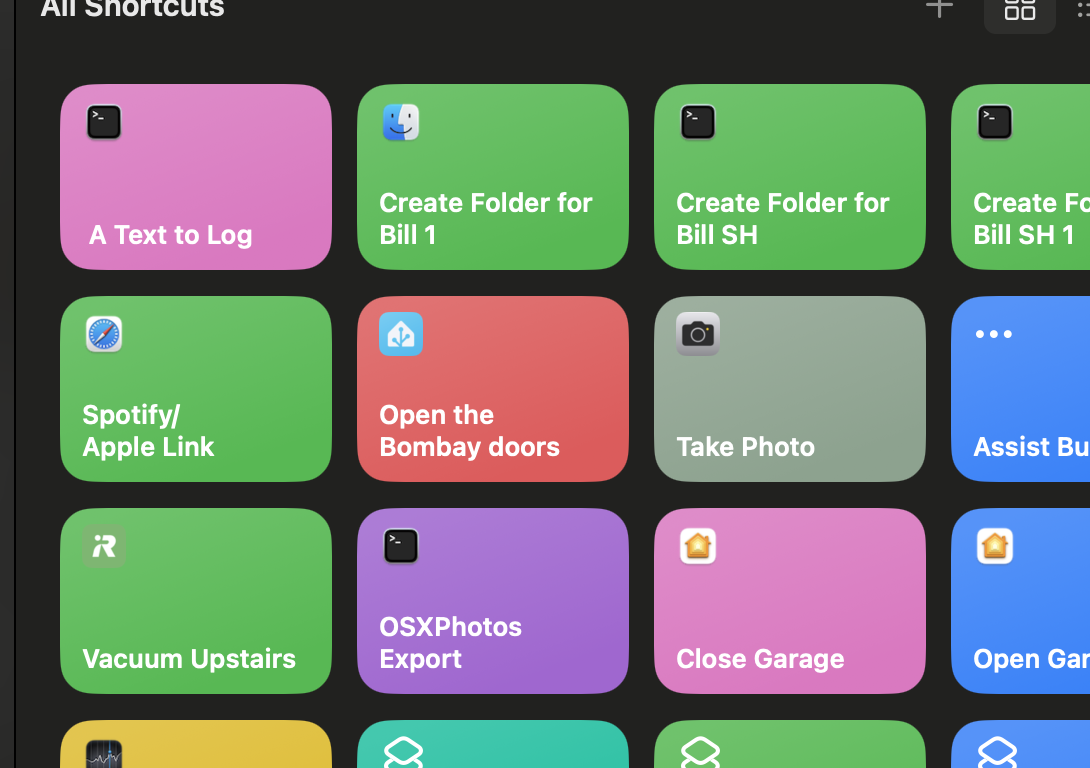 All Shortcuts
A Text to Log
Create Folder for
Bill 1
Create Folder for
Bill SH
Create Fo
Bill SH 1
Spotify/
Apple Link
Open the
Bombay doors
Take Photo
Assist Bu
Vacuum Upstairs
OSXPhotos
Export
Close Garage
Open Gar